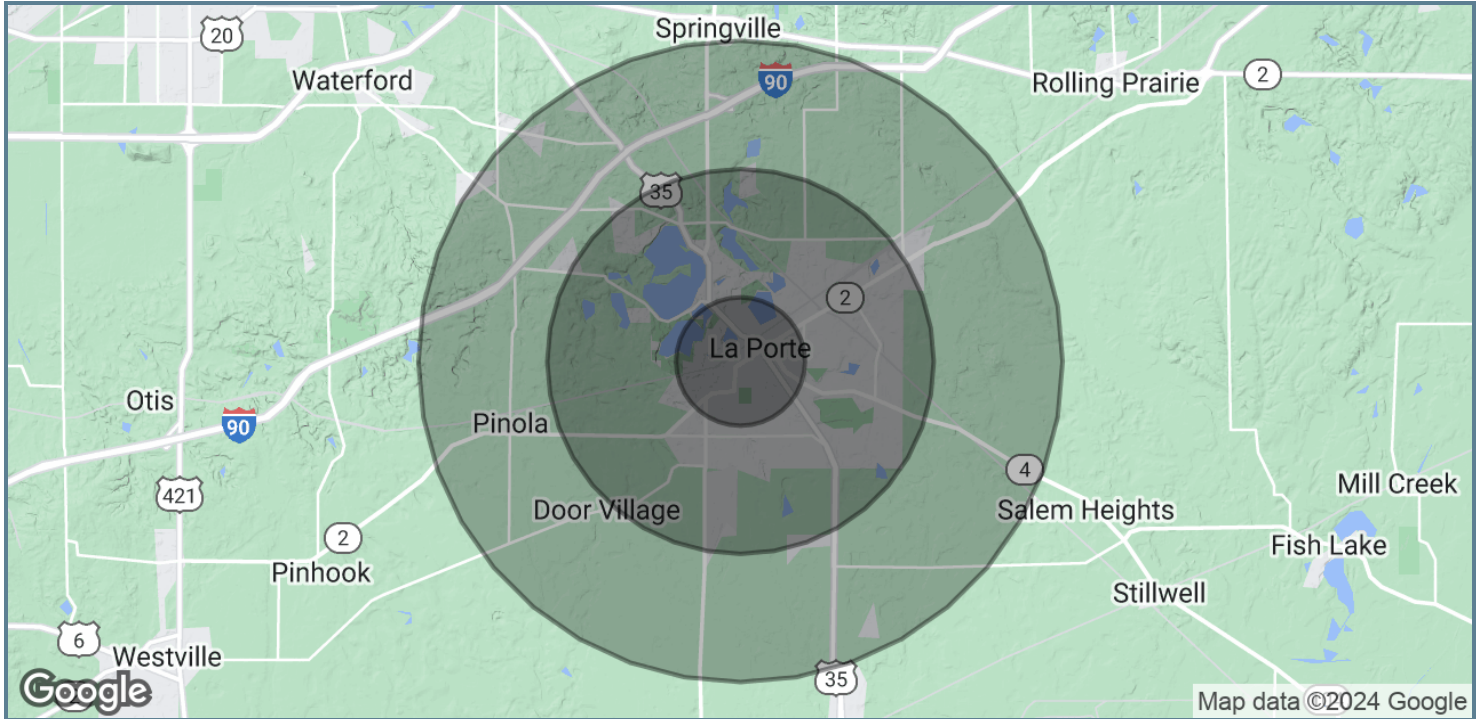 Springville
20
90
Waterford
Rolling Prairie
2
35
2
La Porte
Otis
90
Pinola
421
4
Mill Creek
Door Village
Salem Heights
2
Fish Lake
Pinhook
Stillwell
6
Westville
35
Google
Map data ©2024 Google